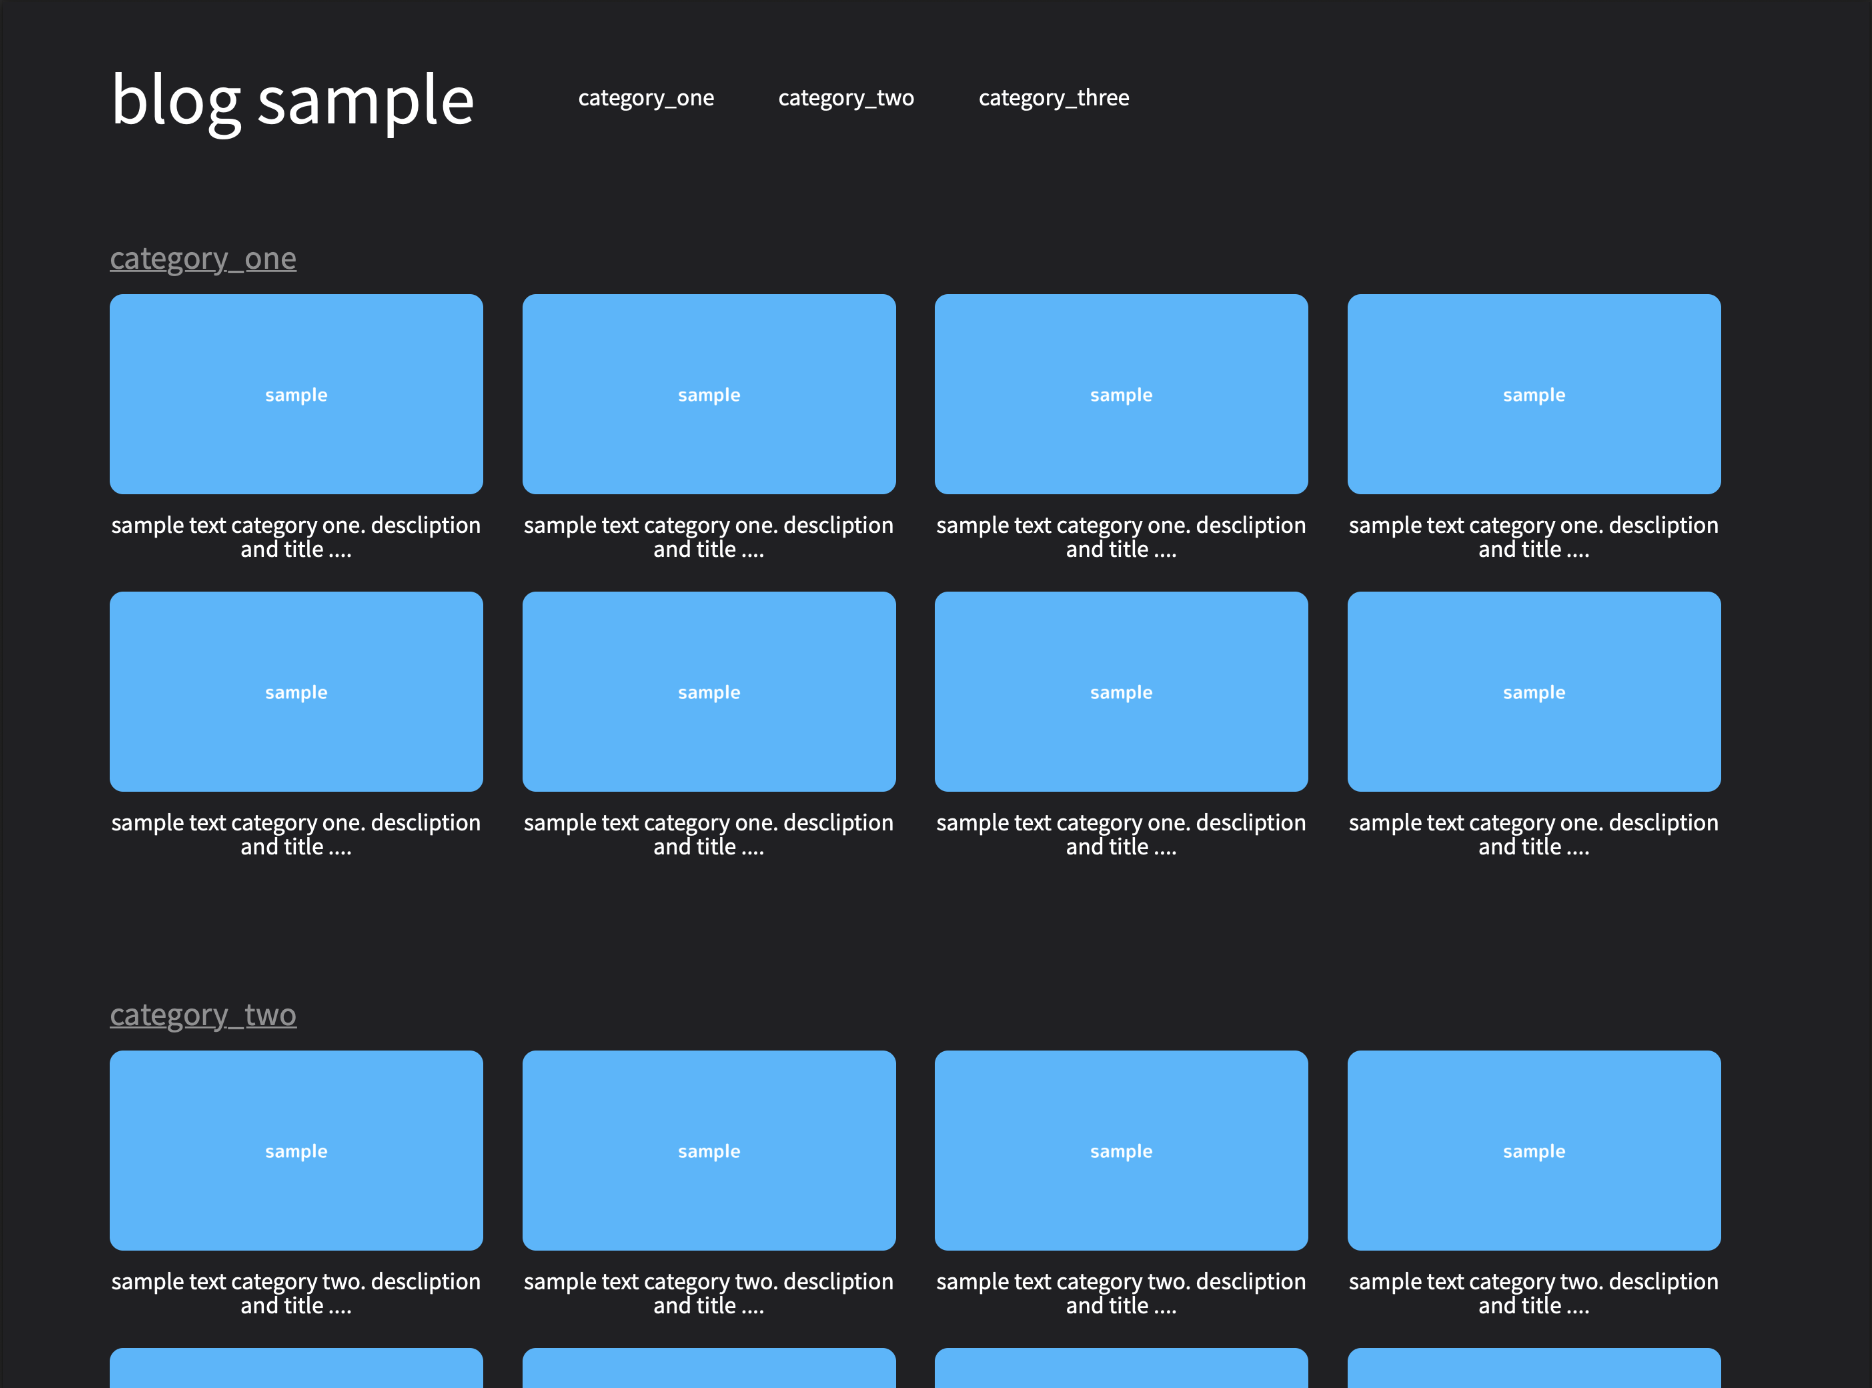 blog sample
category_one category_two category_three
category_one
sample sample sample sample
sample text category one. descliption sample text category one. descliption sample text category one. descliption sample text category one. descliption
and title .... and title .... and title .... and title ....
sample sample sample sample
sample text category one. descliption sample text category one. descliption sample text category one. descliption sample text category one. descliption
and title .... and title .... and title .... and title ....
category_two
sample sample sample sample
sample text category two. descliption sample text category two. descliption sample text category two. descliption sample text category two. descliption
and title .... and title .... and title .... and title ....